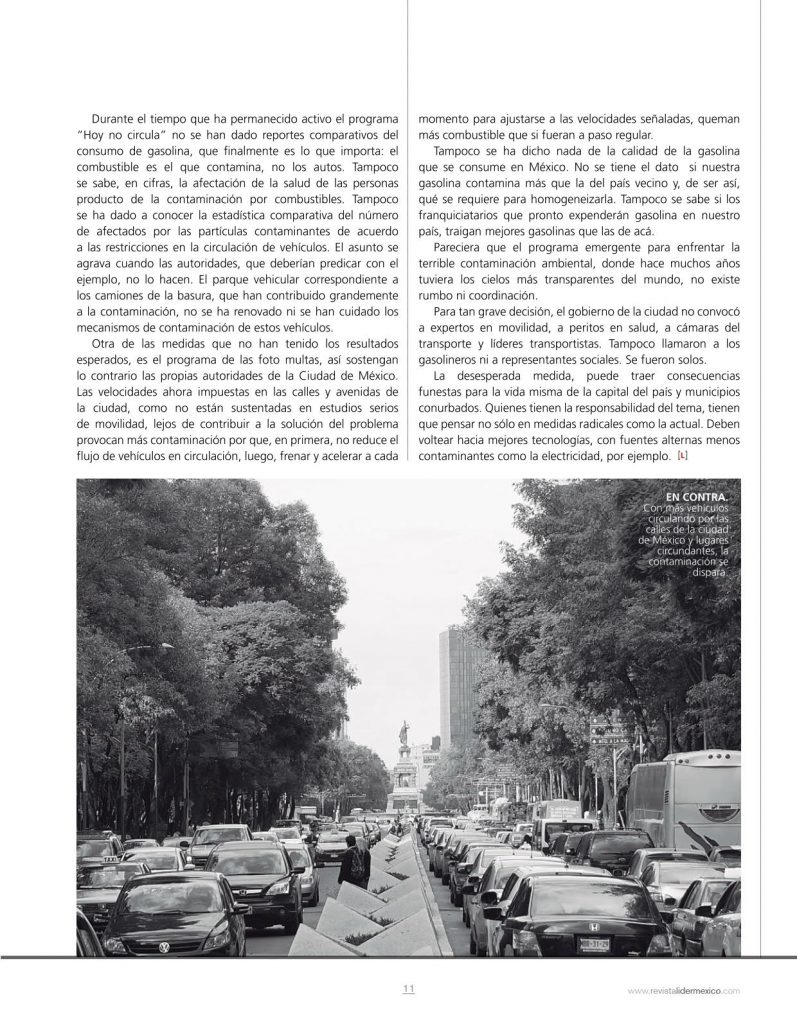 Durante el tiempo que ha permanecido activo el programa
“Hoy no circula” no se han dado reportes comparativos del
consumo de gasolina, que finalmente es lo que importa: el
combustible es el que contamina, no los autos. Tampoco
se sabe, en cifras, la afectación de la salud de las personas
producto de la contaminación por combustibles. Tampoco
se ha dado a conocer la estadística comparativa del número
de afectados por las partículas contaminantes de acuerdo
a las restricciones en la circulación de vehículos. El asunto se
agrava cuando las autoridades, que deberían predicar con el
ejemplo, no lo hacen. El parque vehicular correspondiente a
los camiones de la basura, que han contribuido grandemente
a la contaminación, no se ha renovado ni se han cuidado los
mecanismos de contaminación de estos vehículos.
Otra de las medidas que no han tenido los resultados
esperados, es el programa de las foto multas, así sostengan
lo contrario las propias autoridades de la Ciudad de México.
Las velocidades ahora impuestas en las calles y avenidas de
la ciudad, como no están sustentadas en estudios serios
de movilidad, lejos de contribuir a la solución del problema
provocan más contaminación por que, en primera, no reduce el
flujo de vehículos en circulación, luego, frenar y acelerar a cada
momento para ajustarse a las velocidades señaladas, queman
más combustible que si fueran a paso regular.
Tampoco se ha dicho nada de la calidad de la gasolina
que se consume en México. No se tiene el dato si nuestra
gasolina contamina más que la del país vecino y, de ser así,
qué se requiere para homogeneizarla. Tampoco se sabe si los
franquiciatarios que pronto expenderán gasolina en nuestro
país, traigan mejores gasolinas que las de acá.
Pareciera que el programa emergente para enfrentar la
terrible contaminación ambiental, donde hace muchos años
tuviera los cielos más transparentes del mundo, no existe
rumbo ni coordinación.
Para tan grave decisión, el gobierno de la ciudad no convocó
a expertos en movilidad, a peritos en salud, a cámaras del
transporte y líderes transportistas. Tampoco llamaron a los
gasolineros ni a representantes sociales. Se fueron solos.
La desesperada medida, puede traer consecuencias
funestas para la vida misma de la capital del país y municipios
conurbados. Quienes tienen la responsabilidad del tema, tienen
que pensar no sólo en medidas radicales como la actual. Deben
voltear hacia mejores tecnologías, con fuentes alternas menos
contaminantes como la electricidad, por ejemplo. [L]
EN CONTRA.
Con más vehículos
circulando por las
calles de la ciudad
de México y lugares
circundantes, la
contaminación se
dispara.
TAXI
11
www.revistalidermexico.com